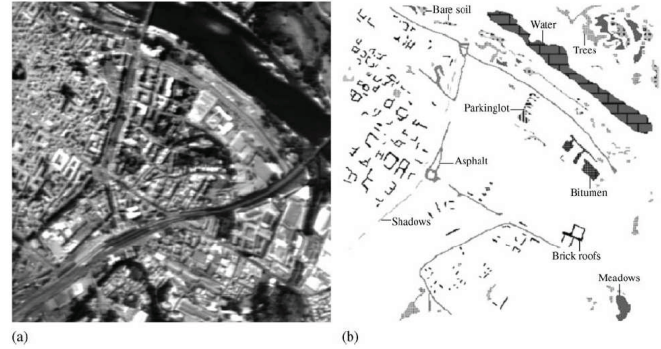 Bare soil
Water
Trees
Parkinglot
Asphalt
Bitumen
Shadows
Brick roofs
Meadows
(a)
(b)